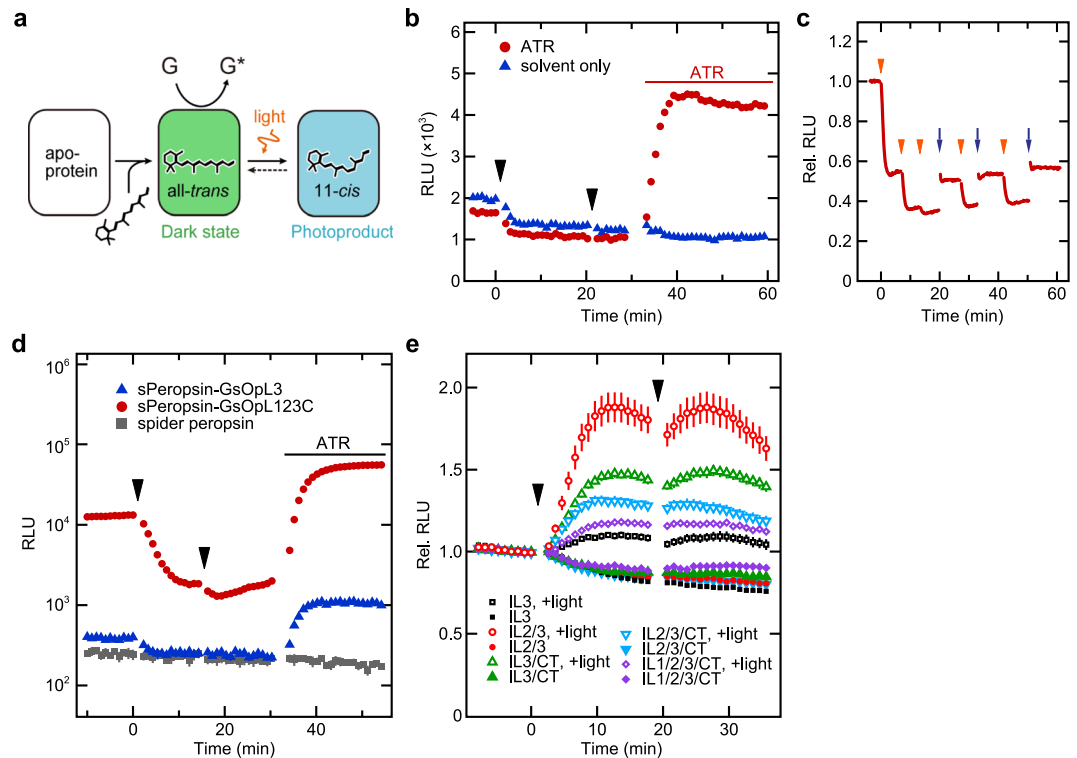 a
G G*
apo-
protein
all-trans
light
11-cis
Dark state
Photoproduct
b
ATR
solvent only
ATR
RLU (×10³)
6
5
4
3
2
1
0
0 20 40 60
Time (min)
c
Rel. RLU
1.2
1.0
0.8
0.6
0.4
0.2
0
0 20 40 60
Time (min)
d
sPeropsin-GsOpL3
sPeropsin-GsOpL123C
spider peropsin
ATR
RLU
10⁶
10⁵
10⁴
10³
10²
0 20 40
Time (min)
e
Rel. RLU
2.0
1.5
1.0
0.5
0
IL3, +light
IL3
IL2/3, +light
IL2/3
IL3/CT, +light
IL3/CT
IL2/3/CT, +light
IL2/3/CT
IL1/2/3/CT, +light
IL1/2/3/CT
0 10 20 30
Time (min)